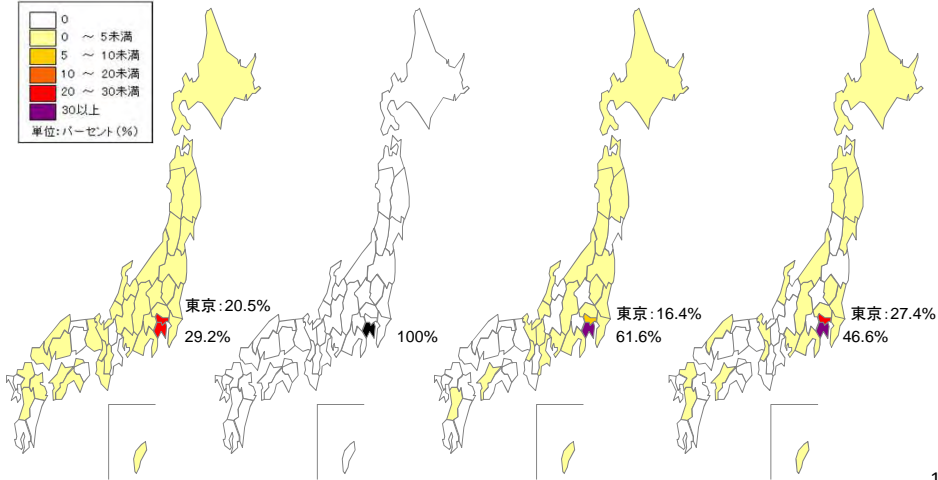 0
0 ～ 5未満
5 ～ 10未満
10 ～ 20未満
20 ～ 30未満
30以上
単位:パーセント(%)
東京:20.5%
29.2%
100%
東京:16.4%
61.6%
東京:27.4%
46.6%
1